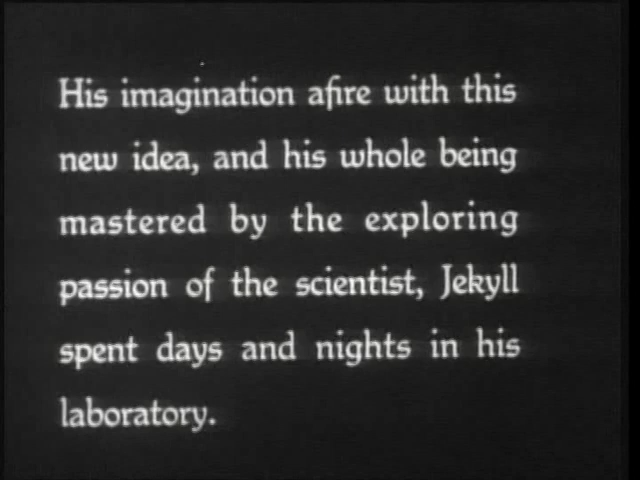 His imagination afire with this
new idea, and his whole being
mastered by the exploring
passion of the scientist, Jekyll
spent days and nights in his
laboratory.